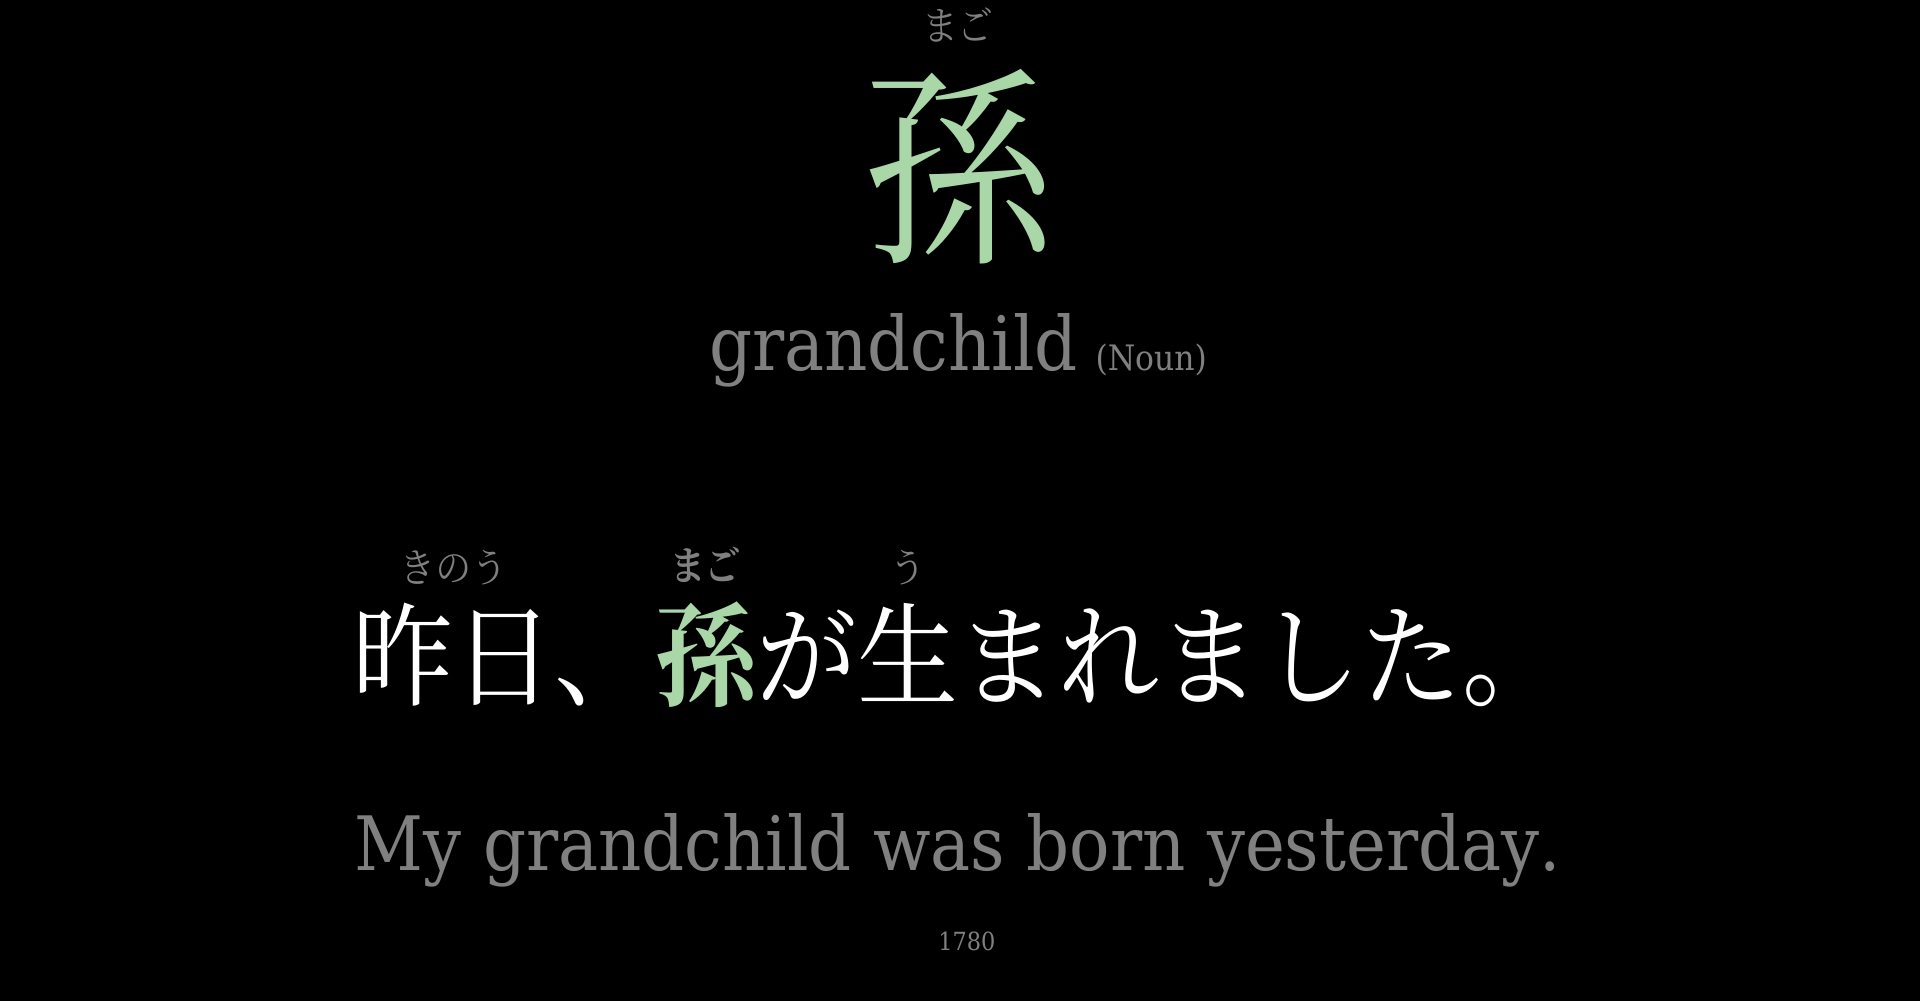 まご
孫
grandchild (Noun)
きのう まご う
昨日、孫が生まれました。
My grandchild was born yesterday.
1780